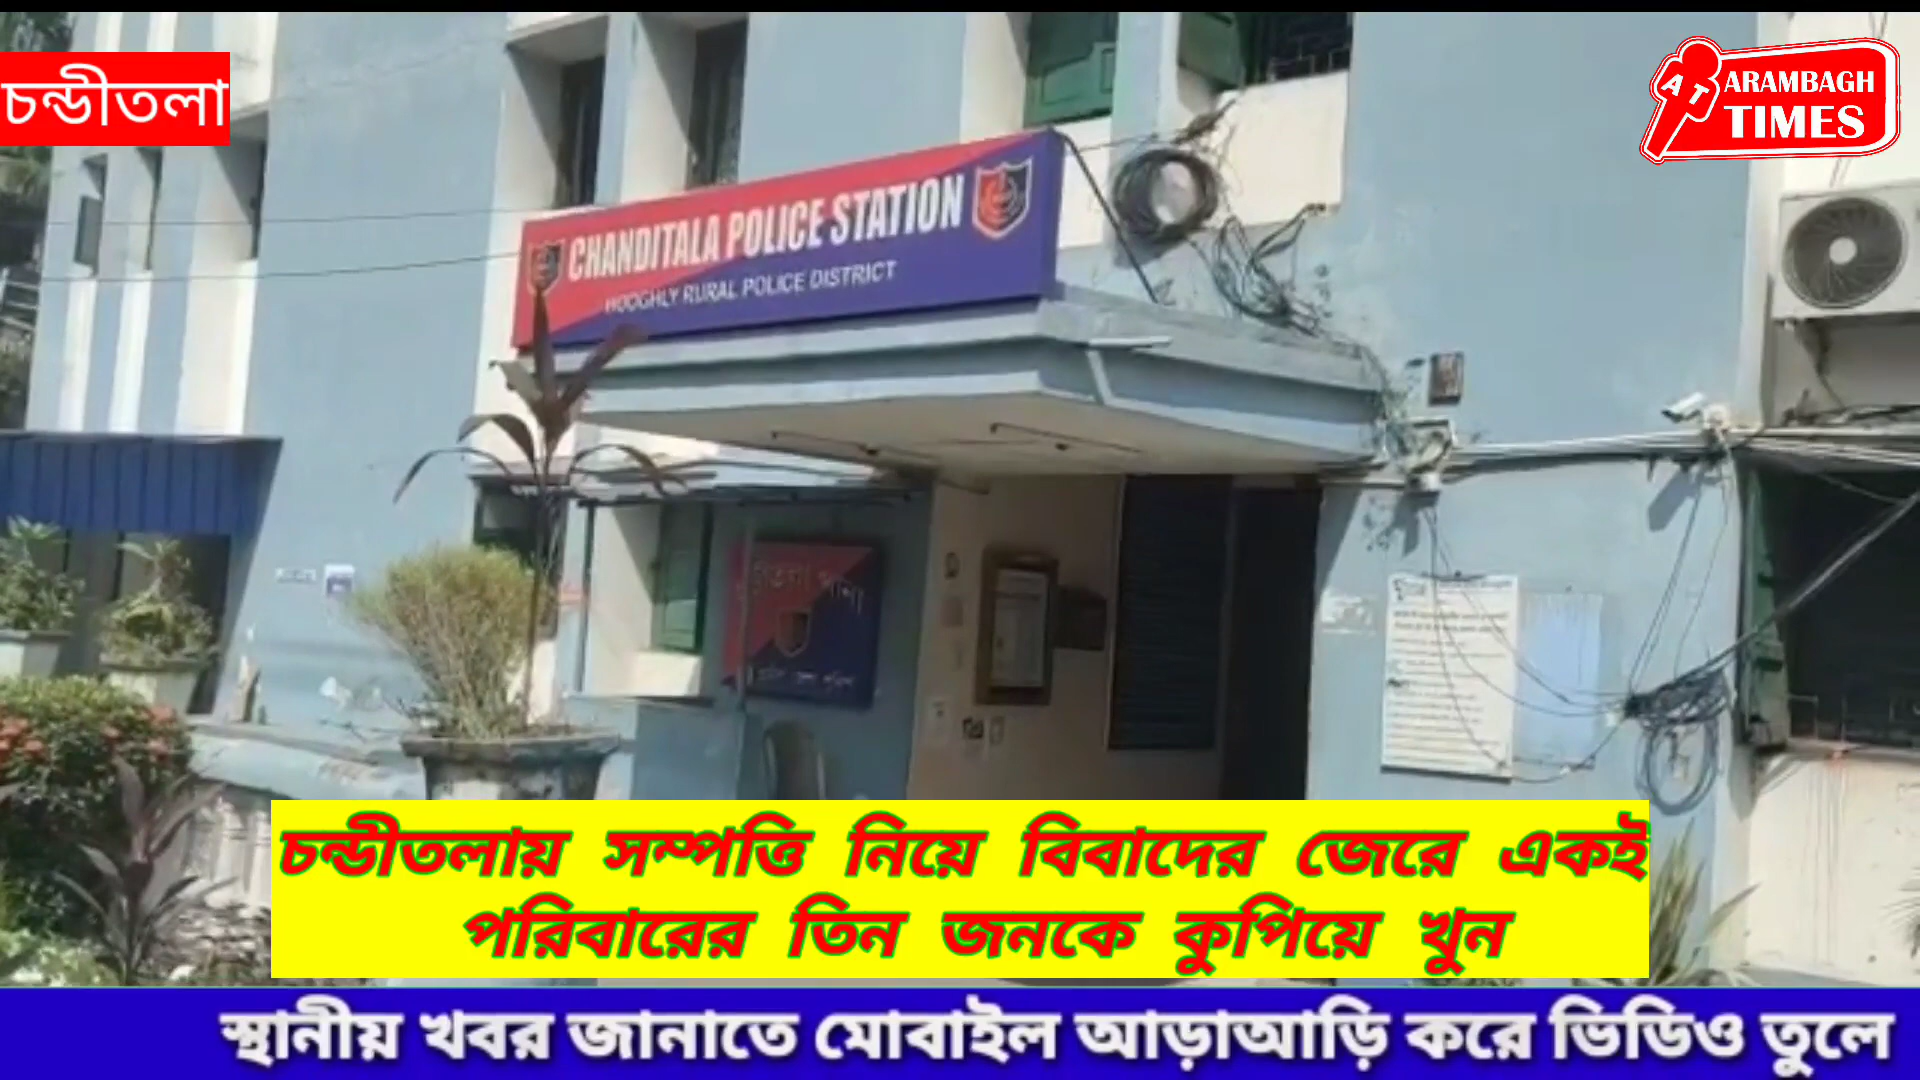 চন্ডীতলা
AT
ARAMBAGH
TIMES
CHANDITALA POLICE STATION
HOOGHLY RURAL POLICE DISTRICT
চন্ডীতলায় সম্পত্তি নিয়ে বিবাদের জেরে একই
পরিবারের তিন জনকে কুপিয়ে খুন
স্থানীয় খবর জানাতে মোবাইল আড়াআড়ি করে ভিডিও তুলে